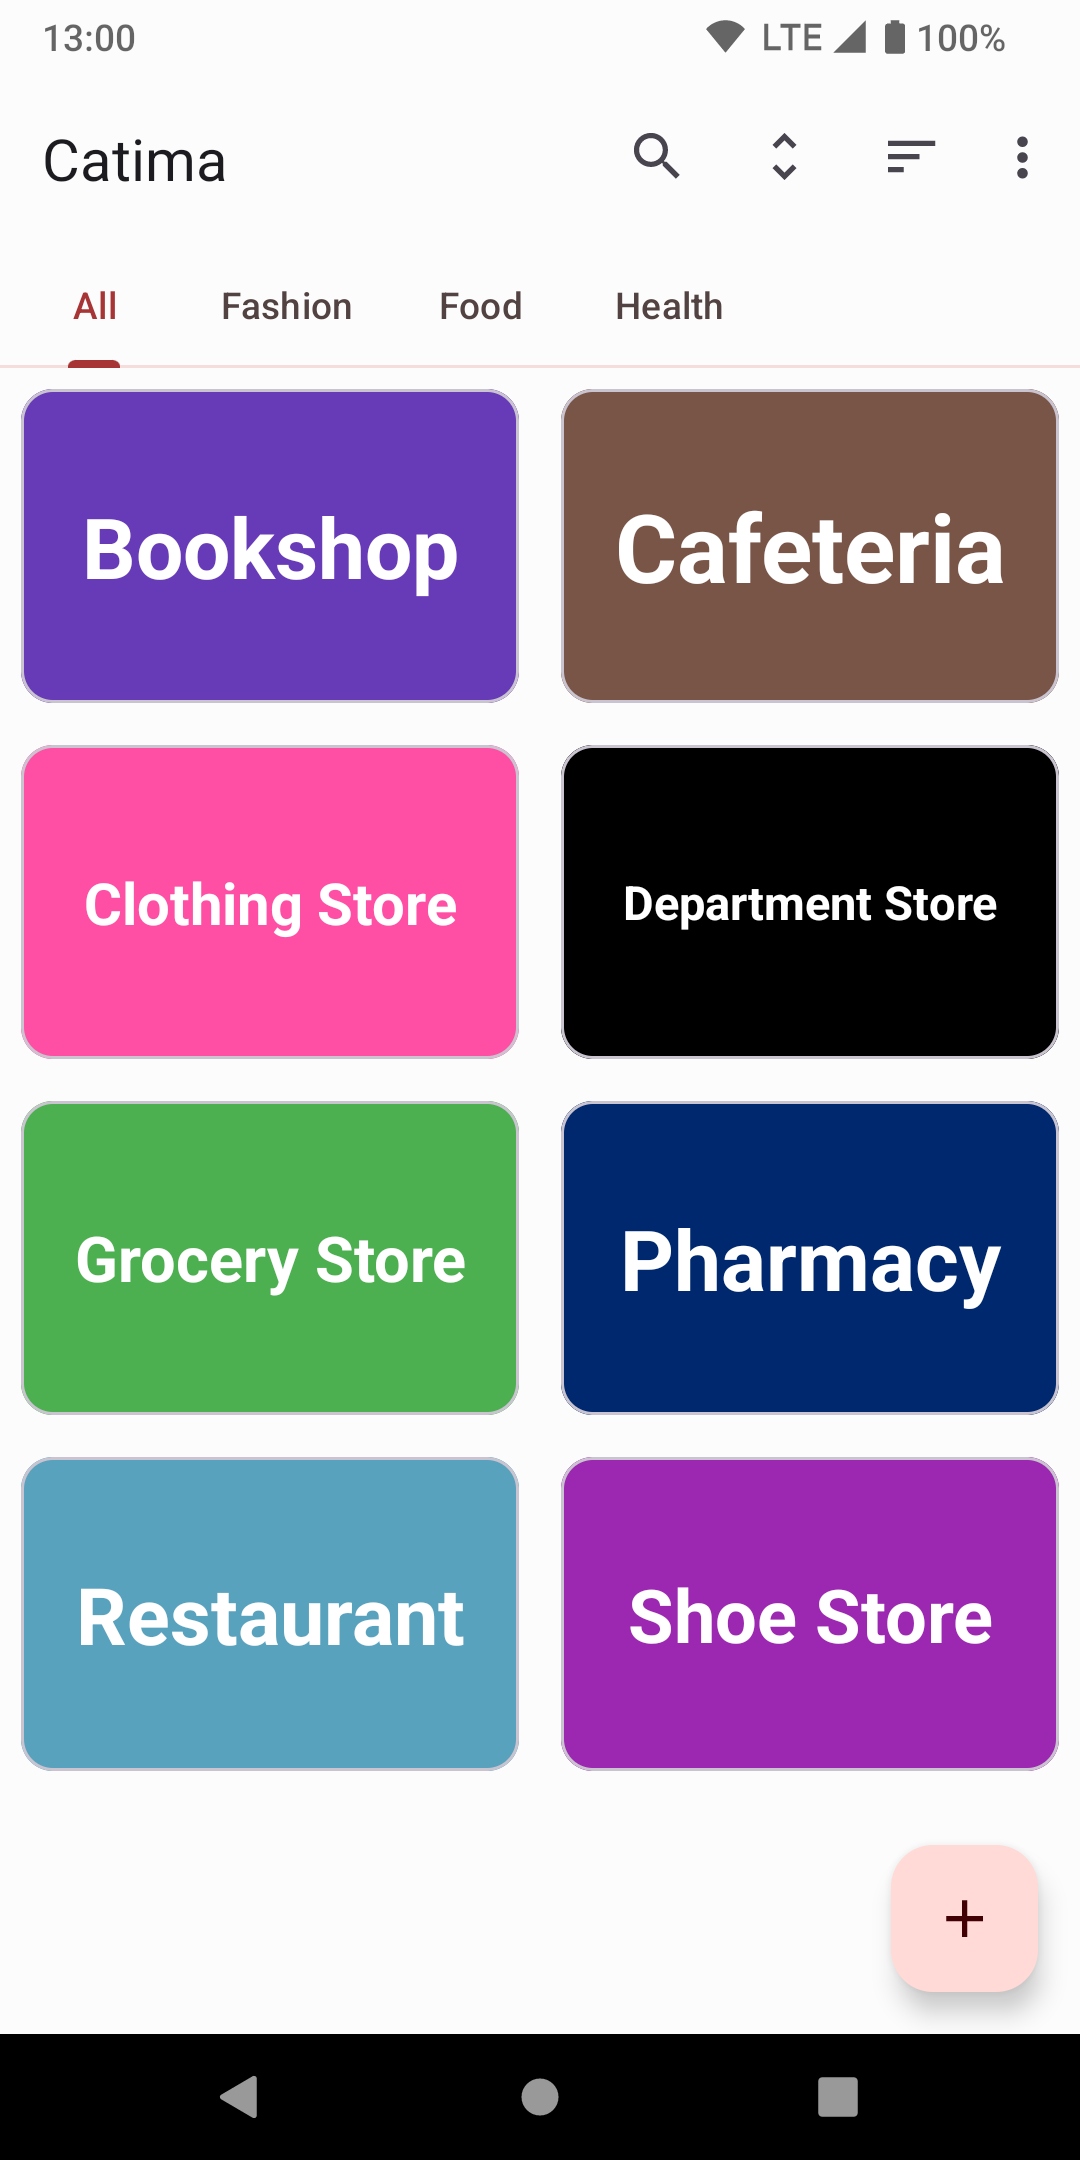 13:00 LTE 100%
Catima
All Fashion Food Health
Bookshop Cafeteria
Clothing Store Department Store
Grocery Store Pharmacy
Restaurant Shoe Store